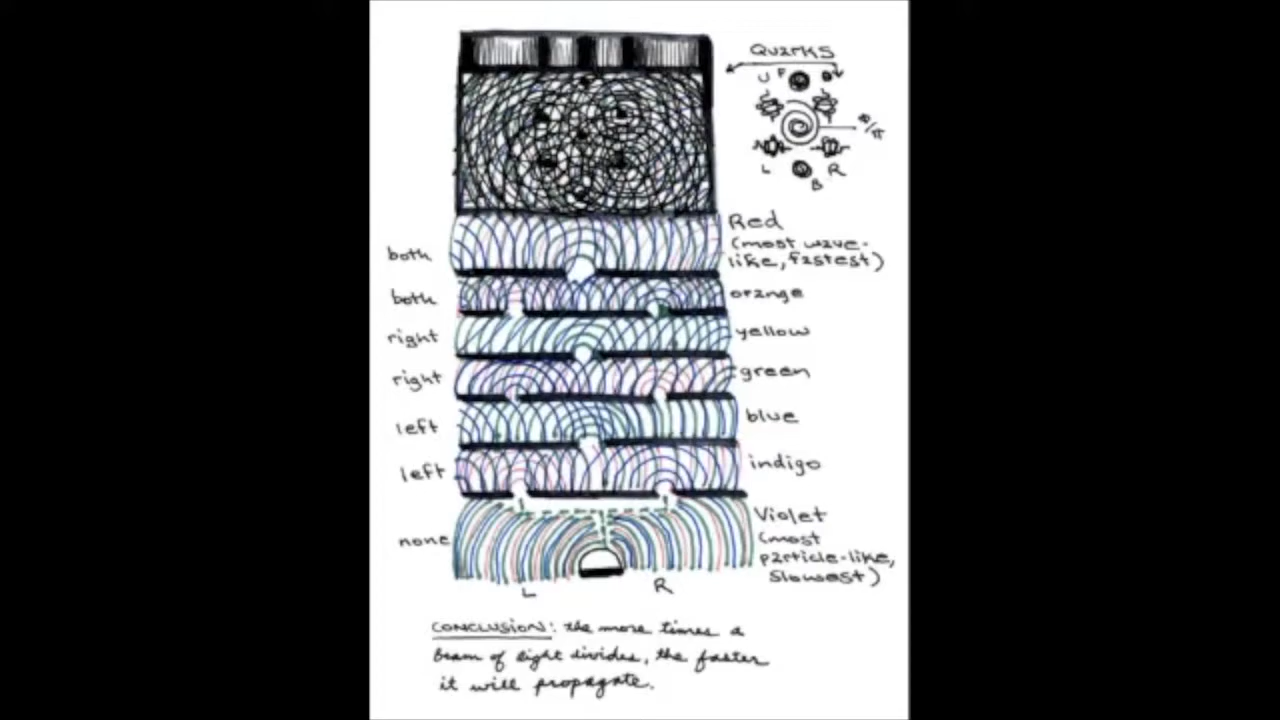 Quarks
U F D
π/8
L B R
Red
(most wave-
like, fastest)
both
both
orange
right
yellow
right
green
left
blue
left
indigo
none
Violet
(most
particle-like,
slowest)
L R
CONCLUSION: the more times a
beam of light divides, the faster
it will propagate.